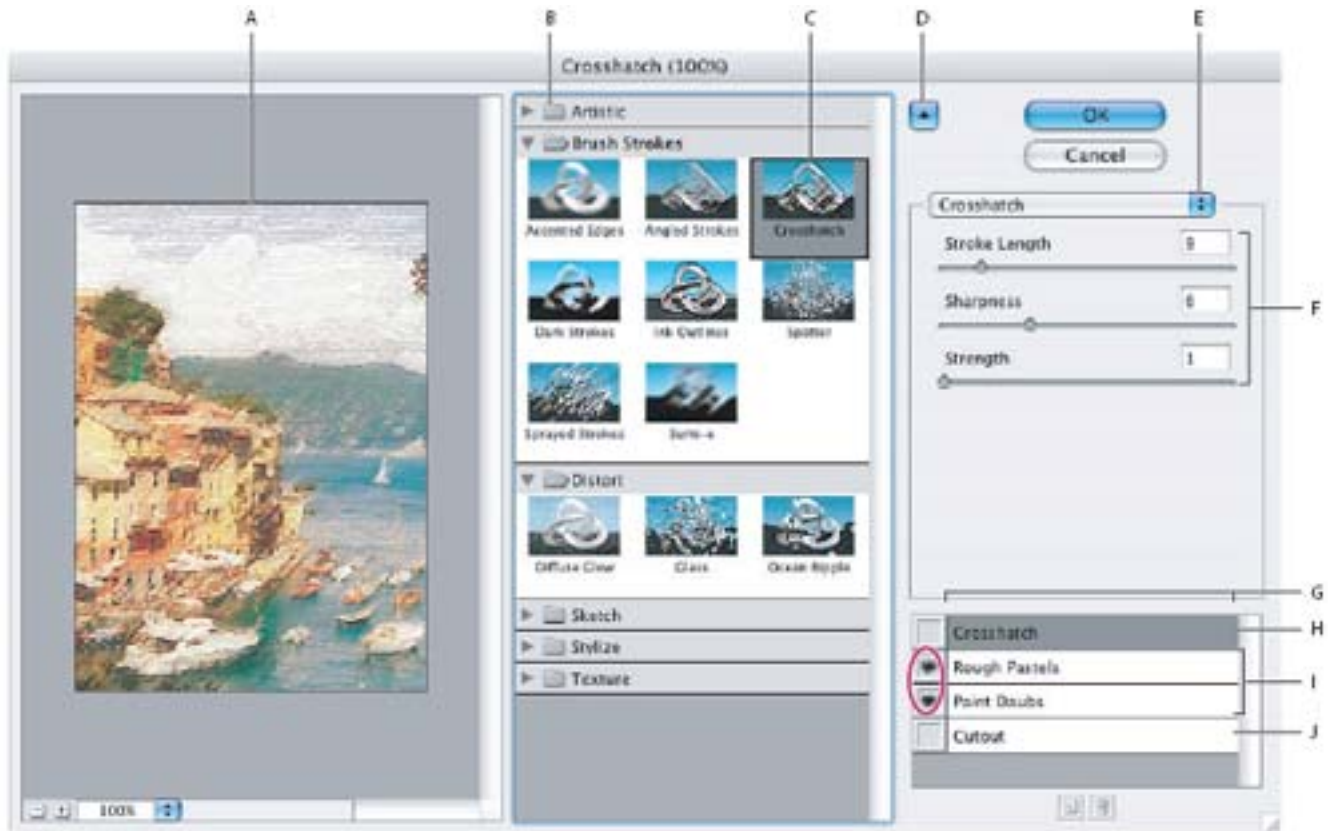 A B C D E
Crosshatch (100%)
Artistic
Brush Strokes
Accented Edges Angled Strokes Crosshatch
Dark Strokes Ink Outlines Spatter
Sprayed Strokes Sumi-e
Distort
Diffuse Glow Glass Ocean Ripple
Sketch
Stylize
Texture
100%
OK
Cancel
Crosshatch
Stroke Length 9
Sharpness 6
Strength 1
F
G
Crosshatch H
Rough Pastels
I
Paint Daubs
Cutout J